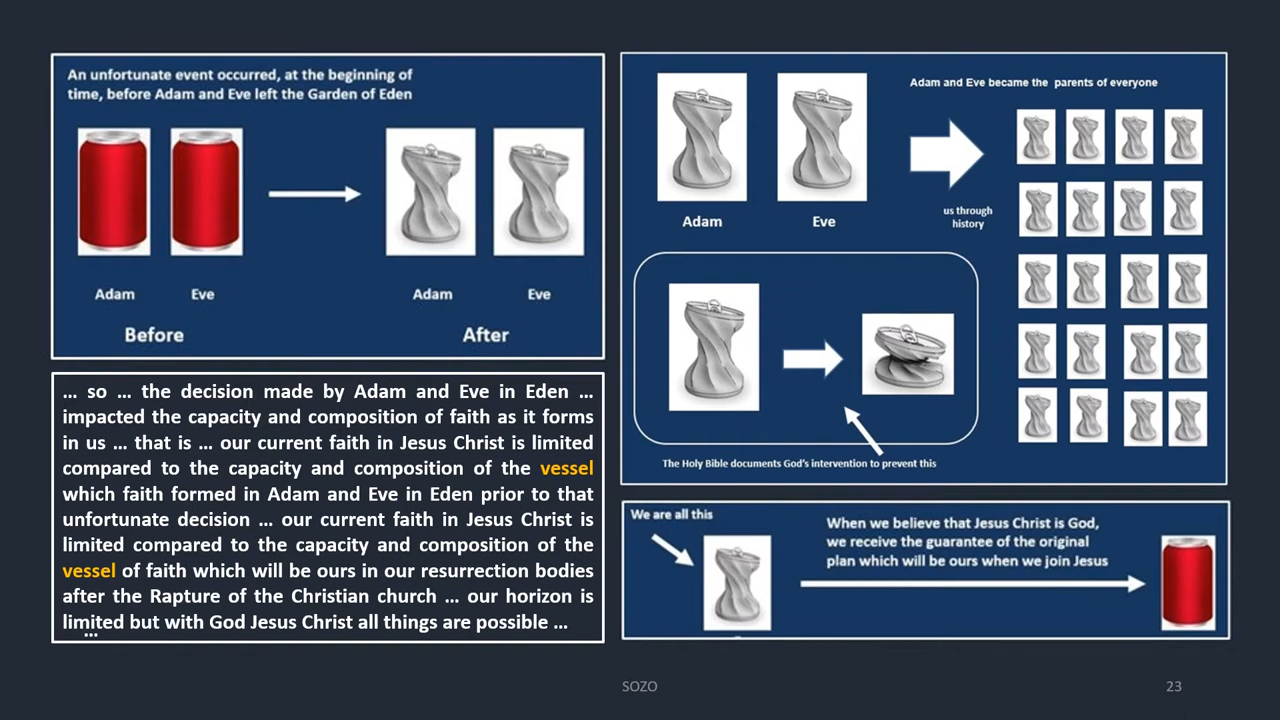 An unfortunate event occurred, at the beginning of
time, before Adam and Eve left the Garden of Eden
Adam
Eve
Adam
Eve
Before
After
... so ... the decision made by Adam and Eve in Eden ...
impacted the capacity and composition of faith as it forms
in us ... that is ... our current faith in Jesus Christ is limited
compared to the capacity and composition of the vessel
which faith formed in Adam and Eve in Eden prior to that
unfortunate decision ... our current faith in Jesus Christ is
limited compared to the capacity and composition of the
vessel of faith which will be ours in our resurrection bodies
after the Rapture of the Christian church ... our horizon is
limited but with God Jesus Christ all things are possible ...
...
Adam and Eve became the parents of everyone
Adam
Eve
us through
history
The Holy Bible documents God's intervention to prevent this
We are all this
When we believe that Jesus Christ is God,
we receive the guarantee of the original
plan which will be ours when we join Jesus
SOZO
23